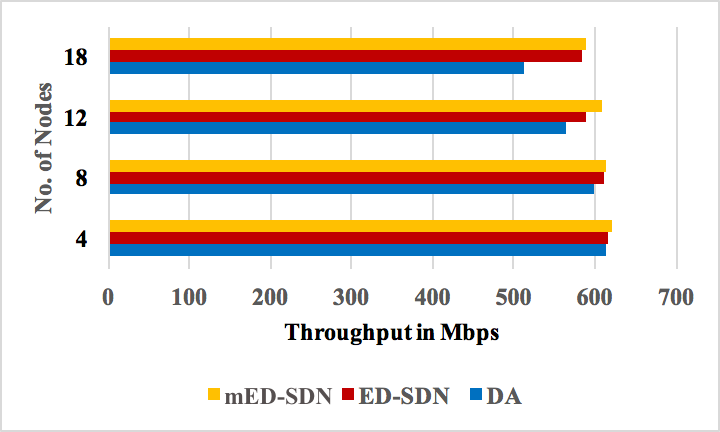 18
12
8
4
No. of Nodes
0 100 200 300 400 500 600 700
Throughput in Mbps
mED-SDN ED-SDN DA